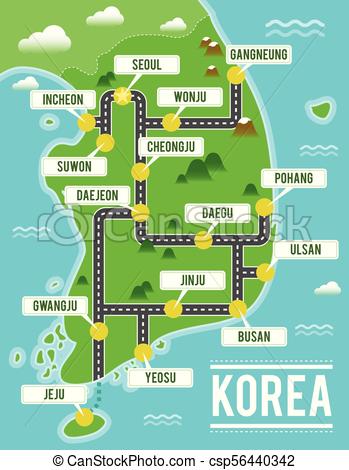 GANGNEUNG
SEOUL
INCHEON
WONJU
CHEONGJU
SUWON
POHANG
DAEJEON
DAEGU
ULSAN
JINJU
GWANGJU
BUSAN
YEOSU
JEJU
KOREA
© Can Stock Photo
© Can Stock Photo - csp56440342